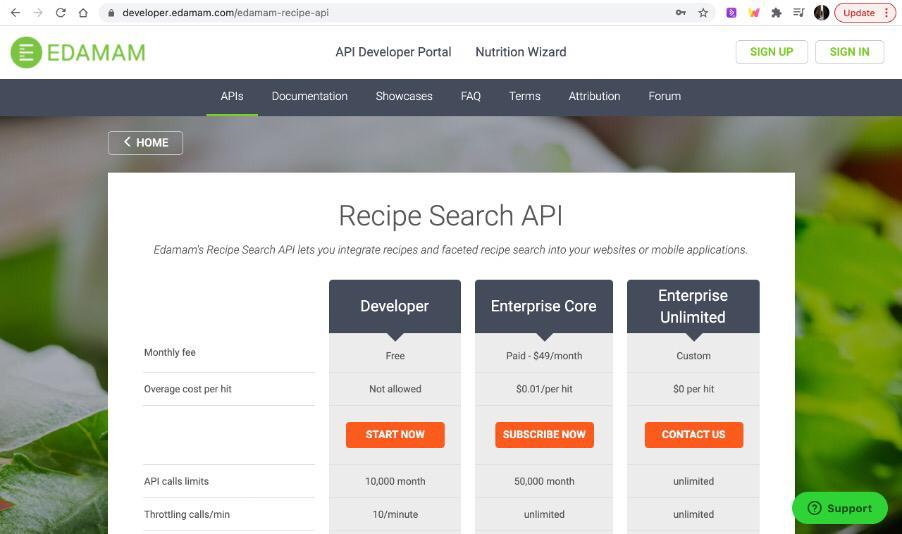 developer.edamam.com/edamam-recipe-api
Update
EDAMAM
API Developer Portal
Nutrition Wizard
SIGN UP
SIGN IN
APIs
Documentation
Showcases
FAQ
Terms
Attribution
Forum
HOME
Recipe Search API
Edamam's Recipe Search API lets you integrate recipes and faceted recipe search into your websites or mobile applications.
Developer
Enterprise Core
Enterprise
Unlimited
Monthly fee
Free
Paid - $49/month
Custom
Overage cost per hit
Not allowed
$0.01/per hit
$0 per hit
START NOW
SUBSCRIBE NOW
CONTACT US
API calls limits
10,000 month
50,000 month
unlimited
Throttling calls/min
10/minute
unlimited
unlimited
Support